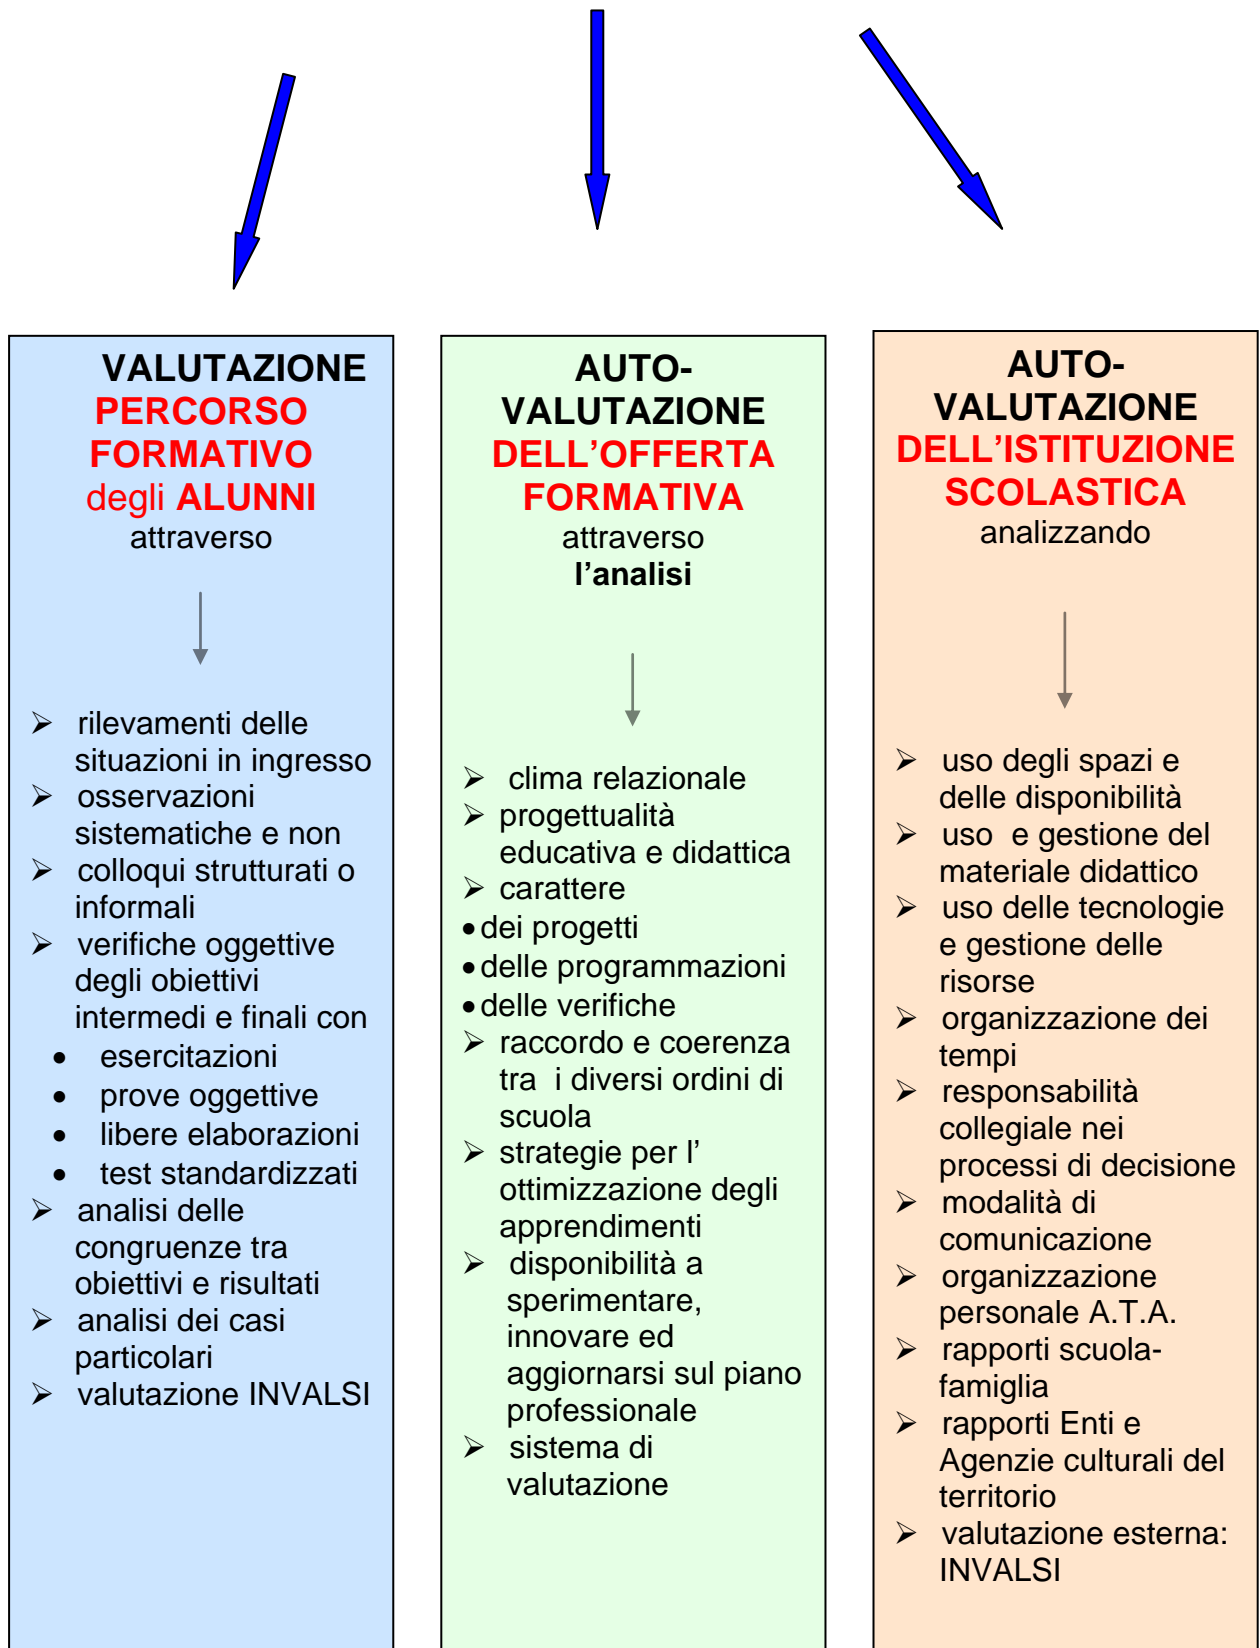 VALUTAZIONE
PERCORSO
FORMATIVO
degli ALUNNI
attraverso
➢ rilevamenti delle
situazioni in ingresso
➢ osservazioni
sistematiche e non
➢ colloqui strutturati o
informali
➢ verifiche oggettive
degli obiettivi
intermedi e finali con
• esercitazioni
• prove oggettive
• libere elaborazioni
• test standardizzati
➢ analisi delle
congruenze tra
obiettivi e risultati
➢ analisi dei casi
particolari
➢ valutazione INVALSI
AUTO-
VALUTAZIONE
DELL’OFFERTA
FORMATIVA
attraverso
l’analisi
➢ clima relazionale
➢ progettualità
educativa e didattica
➢ carattere
• dei progetti
• delle programmazioni
• delle verifiche
➢ raccordo e coerenza
tra i diversi ordini di
scuola
➢ strategie per l’
ottimizzazione degli
apprendimenti
➢ disponibilità a
sperimentare,
innovare ed
aggiornarsi sul piano
professionale
➢ sistema di
valutazione
AUTO-
VALUTAZIONE
DELL’ISTITUZIONE
SCOLASTICA
analizzando
➢ uso degli spazi e
delle disponibilità
➢ uso e gestione del
materiale didattico
➢ uso delle tecnologie
e gestione delle
risorse
➢ organizzazione dei
tempi
➢ responsabilità
collegiale nei
processi di decisione
➢ modalità di
comunicazione
➢ organizzazione
personale A.T.A.
➢ rapporti scuola-
famiglia
➢ rapporti Enti e
Agenzie culturali del
territorio
➢ valutazione esterna:
INVALSI